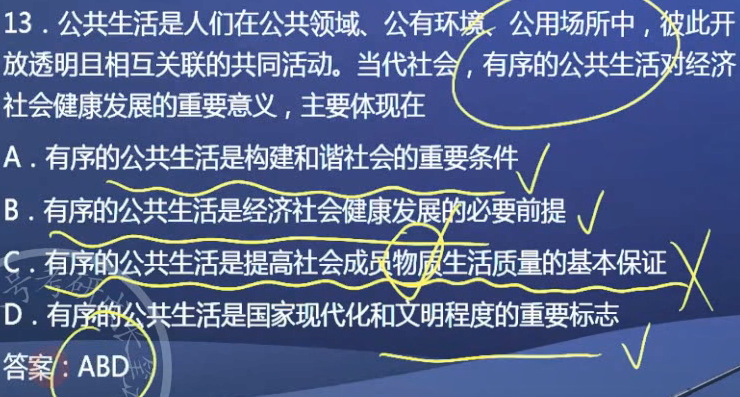 13．公共生活是人们在公共领域、公有环境、公用场所中，彼此开
放透明且相互关联的共同活动。当代社会，有序的公共生活对经济
社会健康发展的重要意义，主要体现在
A．有序的公共生活是构建和谐社会的重要条件
B．有序的公共生活是经济社会健康发展的必要前提
C．有序的公共生活是提高社会成员物质生活质量的基本保证
D．有序的公共生活是国家现代化和文明程度的重要标志
答案：ABD